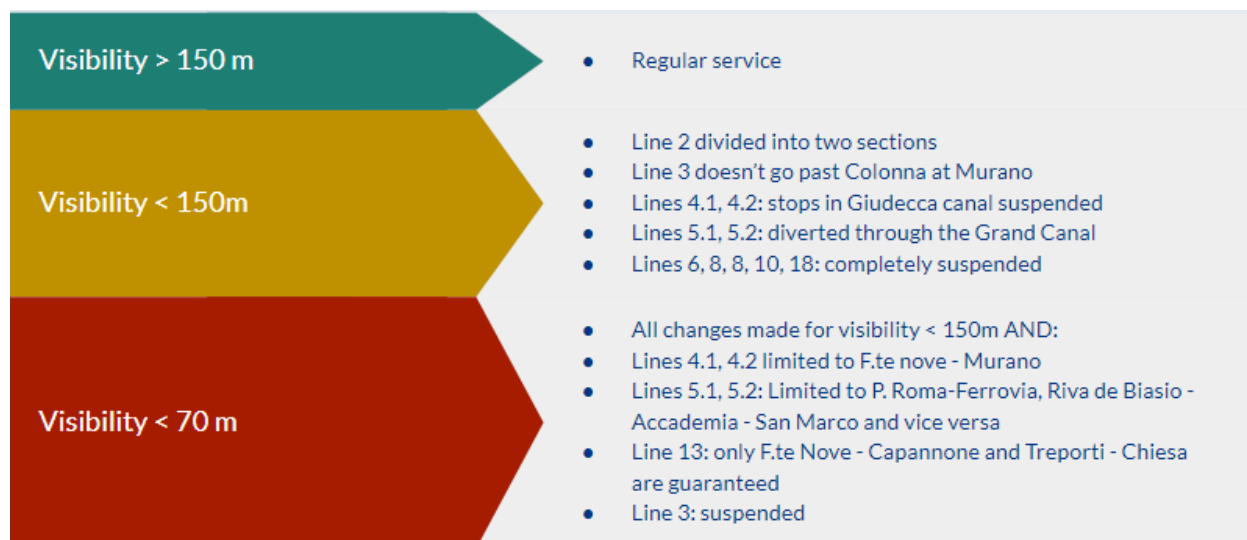 Visibility > 150 m
● Regular service
Visibility < 150m
● Line 2 divided into two sections
● Line 3 doesn't go past Colonna at Murano
● Lines 4.1, 4.2: stops in Giudecca canal suspended
● Lines 5.1, 5.2: diverted through the Grand Canal
● Lines 6, 8, 8, 10, 18: completely suspended
Visibility < 70 m
● All changes made for visibility < 150m AND:
● Lines 4.1, 4.2 limited to F.te nove - Murano
● Lines 5.1, 5.2: Limited to P. Roma-Ferrovia, Riva de Biasio -
Accademia - San Marco and vice versa
● Line 13: only F.te Nove - Capannone and Treporti - Chiesa
are guaranteed
● Line 3: suspended